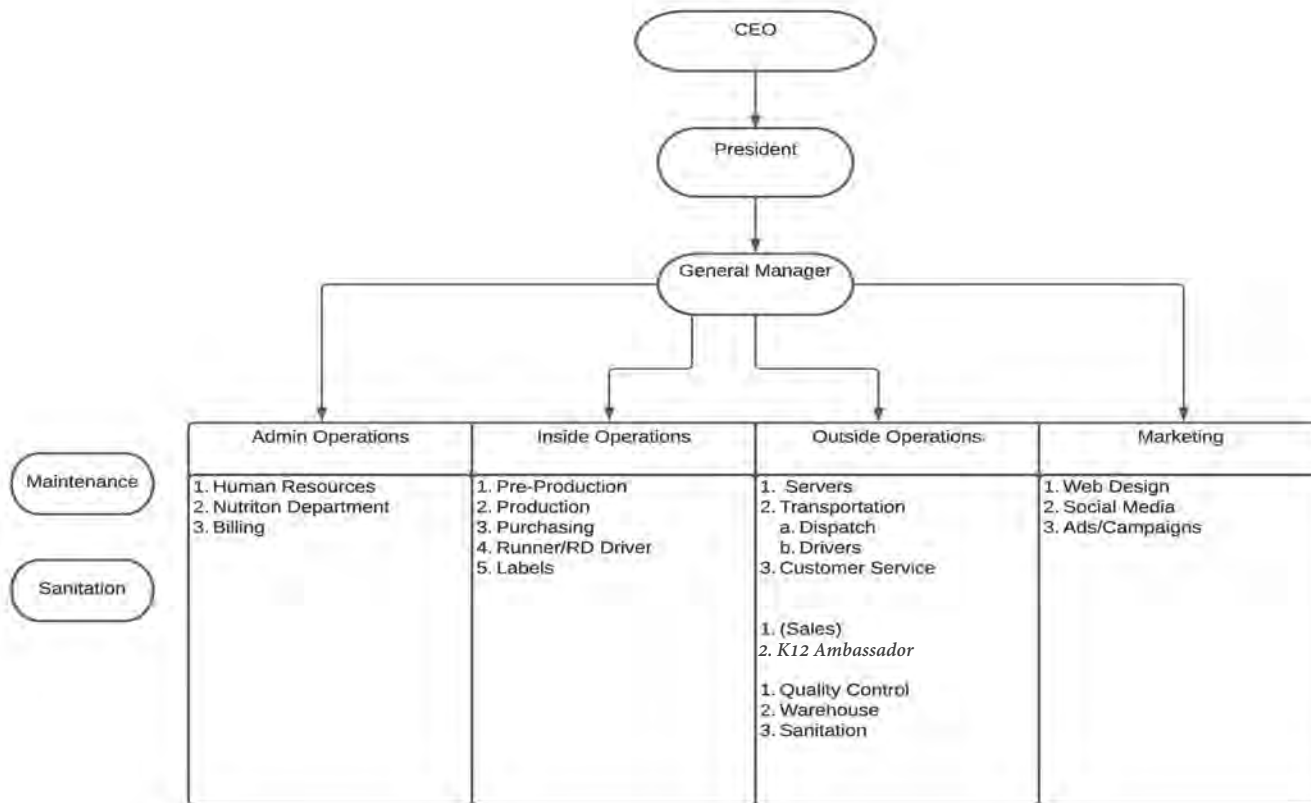 CEO
President
General Manager
Maintenance
Sanitation
Admin Operations
1. Human Resources
2. Nutriton Department
3. Billing
Inside Operations
1. Pre-Production
2. Production
3. Purchasing
4. Runner/RD Driver
5. Labels
Outside Operations
1. Servers
2. Transportation
a. Dispatch
b. Drivers
3. Customer Service
1. (Sales)
2. K12 Ambassador
1. Quality Control
2. Warehouse
3. Sanitation
Marketing
1. Web Design
2. Social Media
3. Ads/Campaigns